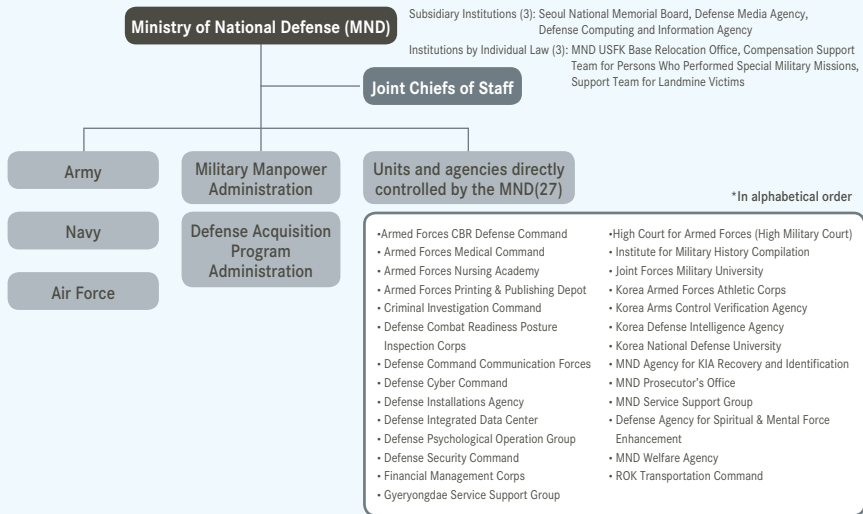 Ministry of National Defense (MND)
Subsidiary Institutions (3): Seoul National Memorial Board, Defense Media Agency,
Defense Computing and Information Agency
Institutions by Individual Law (3): MND USFK Base Relocation Office, Compensation Support
Team for Persons Who Performed Special Military Missions,
Support Team for Landmine Victims
Joint Chiefs of Staff
Army
Navy
Air Force
Military Manpower
Administration
Defense Acquisition
Program
Administration
Units and agencies directly
controlled by the MND(27)
*In alphabetical order
•Armed Forces CBR Defense Command
• Armed Forces Medical Command
• Armed Forces Nursing Academy
• Armed Forces Printing & Publishing Depot
• Criminal Investigation Command
• Defense Combat Readiness Posture
Inspection Corps
• Defense Command Communication Forces
• Defense Cyber Command
• Defense Installations Agency
• Defense Integrated Data Center
• Defense Psychological Operation Group
• Defense Security Command
• Financial Management Corps
• Gyeryongdae Service Support Group
•High Court for Armed Forces (High Military Court)
• Institute for Military History Compilation
• Joint Forces Military University
• Korea Armed Forces Athletic Corps
• Korea Arms Control Verification Agency
• Korea Defense Intelligence Agency
• Korea National Defense University
• MND Agency for KIA Recovery and Identification
• MND Prosecutor's Office
• MND Service Support Group
• Defense Agency for Spiritual & Mental Force
Enhancement
• MND Welfare Agency
• ROK Transportation Command